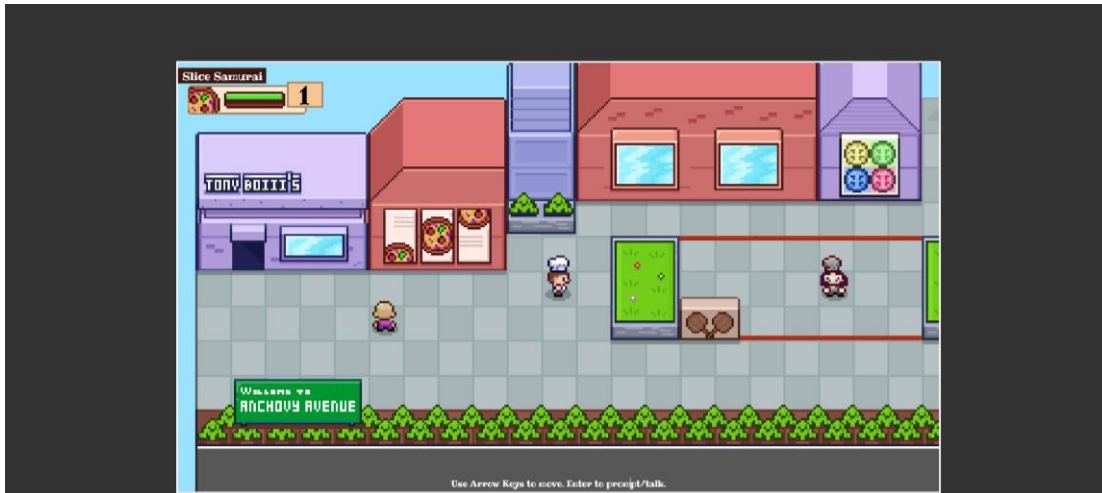 Slice Samurai
1
TONY BOIII'S
WELCOME TO
ANCHOVY AVENUE
Use Arrow Keys to move. Enter to prompt/talk.